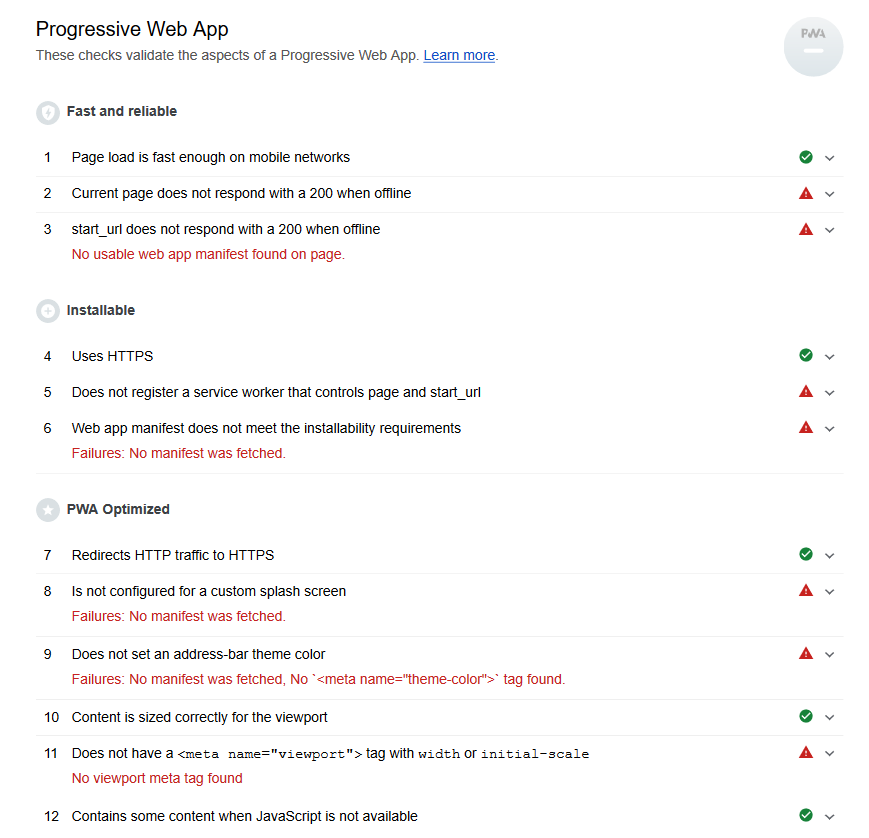 Progressive Web App
PWA
These checks validate the aspects of a Progressive Web App. Learn more.
Fast and reliable
1 Page load is fast enough on mobile networks
2 Current page does not respond with a 200 when offline
3 start_url does not respond with a 200 when offline
No usable web app manifest found on page.
Installable
4 Uses HTTPS
5 Does not register a service worker that controls page and start_url
6 Web app manifest does not meet the installability requirements
Failures: No manifest was fetched.
PWA Optimized
7 Redirects HTTP traffic to HTTPS
8 Is not configured for a custom splash screen
Failures: No manifest was fetched.
9 Does not set an address-bar theme color
Failures: No manifest was fetched, No `<meta name="theme-color">` tag found.
10 Content is sized correctly for the viewport
11 Does not have a <meta name="viewport"> tag with width or initial-scale
No viewport meta tag found
12 Contains some content when JavaScript is not available